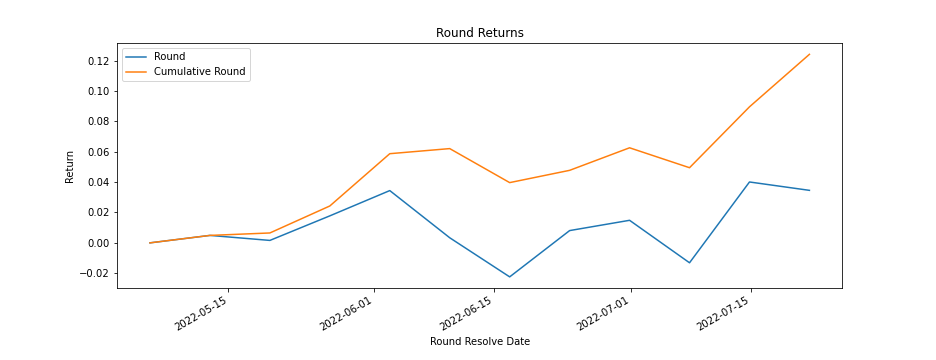 Round Returns
Round
Cumulative Round
0.12
0.10
0.08
0.06
0.04
0.02
0.00
−0.02
Return
2022-05-15
2022-06-01
2022-06-15
2022-07-01
2022-07-15
Round Resolve Date